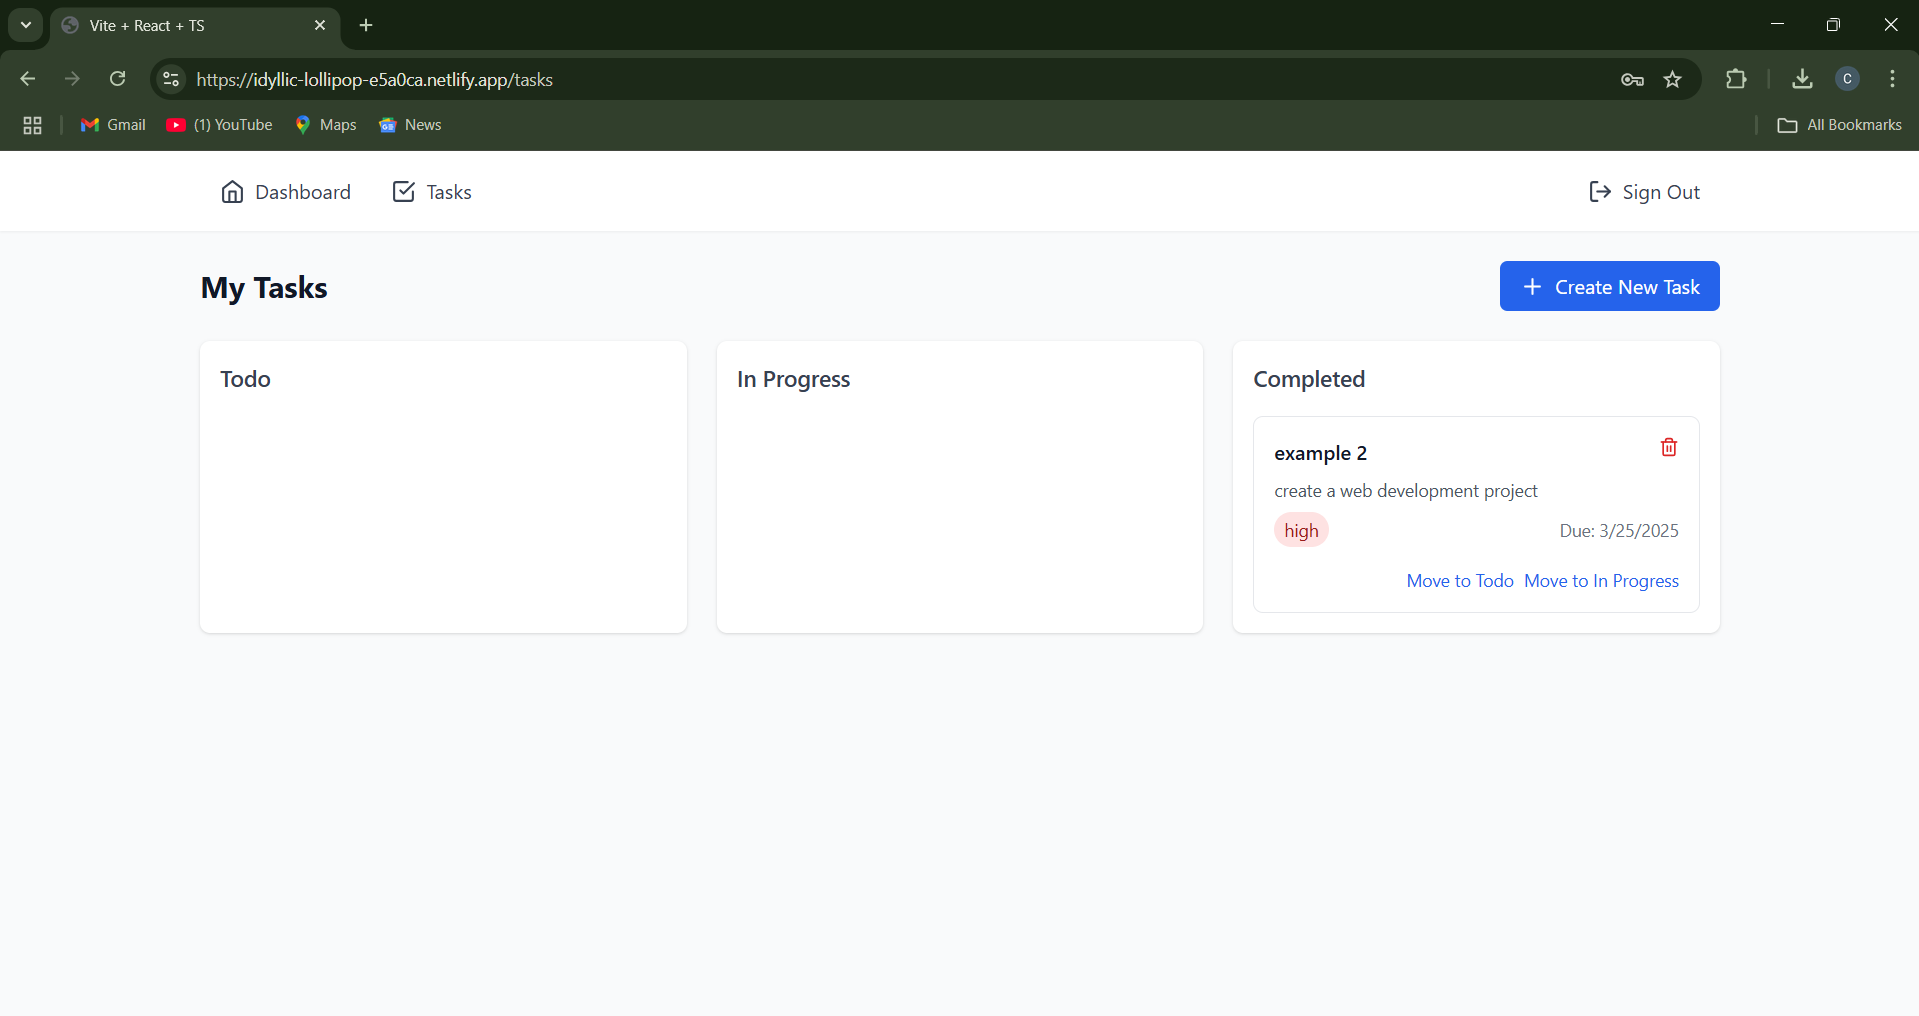 Vite + React + TS
https://idyllic-lollipop-e5a0ca.netlify.app/tasks
C
Gmail (1) YouTube Maps News All Bookmarks
Dashboard Tasks Sign Out
My Tasks
Create New Task
Todo
In Progress
Completed
example 2
create a web development project
high
Due: 3/25/2025
Move to Todo Move to In Progress